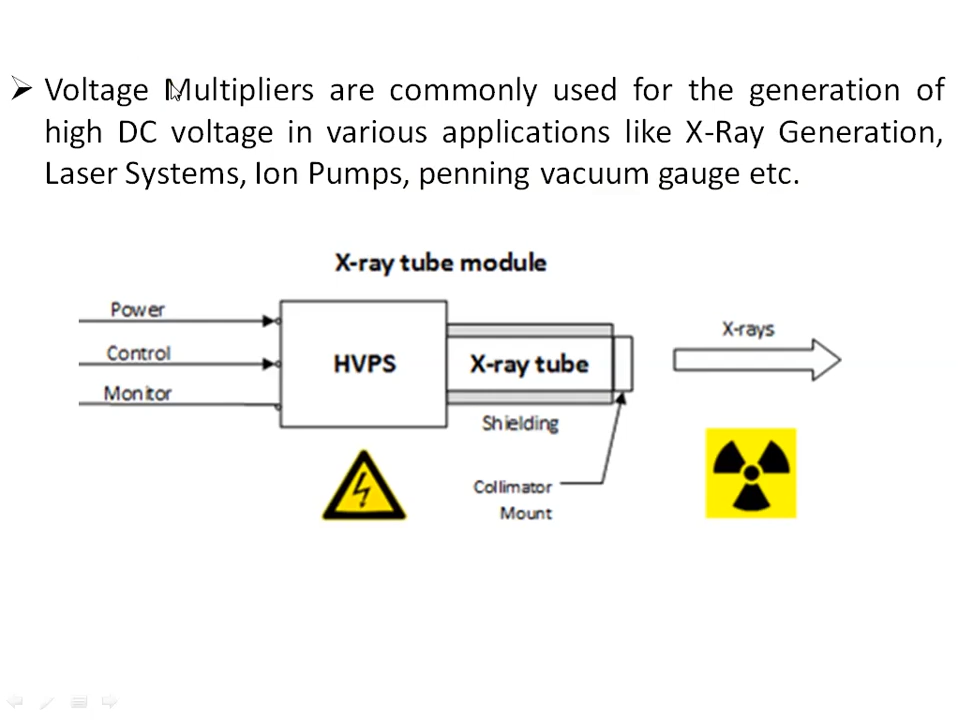 Voltage Multipliers are commonly used for the generation of
high DC voltage in various applications like X-Ray Generation,
Laser Systems, Ion Pumps, penning vacuum gauge etc.
X-ray tube module
Power
Control
Monitor
HVPS
X-ray tube
X-rays
Shielding
Collimator
Mount